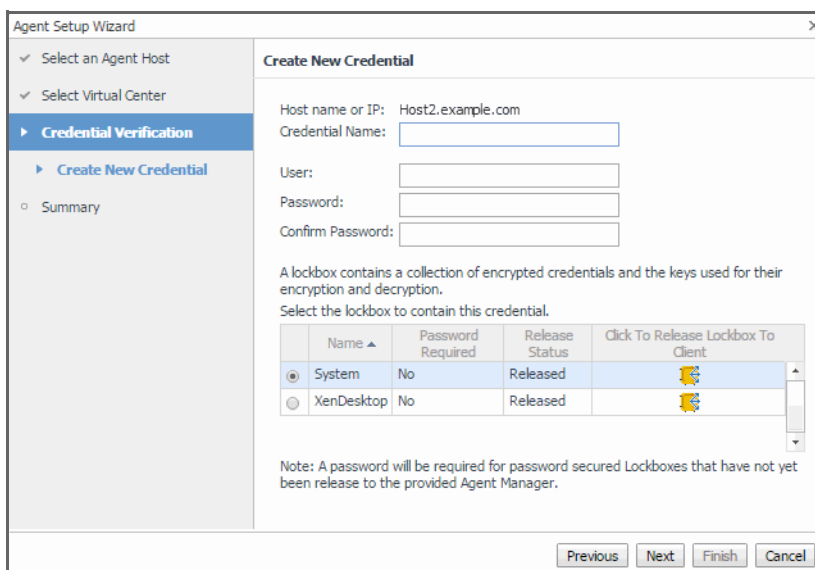 Agent Setup Wizard
Select an Agent Host
Select Virtual Center
Credential Verification
Create New Credential
Summary
Create New Credential
Host name or IP: Host2.example.com
Credential Name:
User:
Password:
Confirm Password:
A lockbox contains a collection of encrypted credentials and the keys used for their
encryption and decryption.
Select the lockbox to contain this credential.
Name Password Required Release Status Click To Release Lockbox To Client
System No Released
XenDesktop No Released
Note: A password will be required for password secured Lockboxes that have not yet
been release to the provided Agent Manager.
Previous Next Finish Cancel